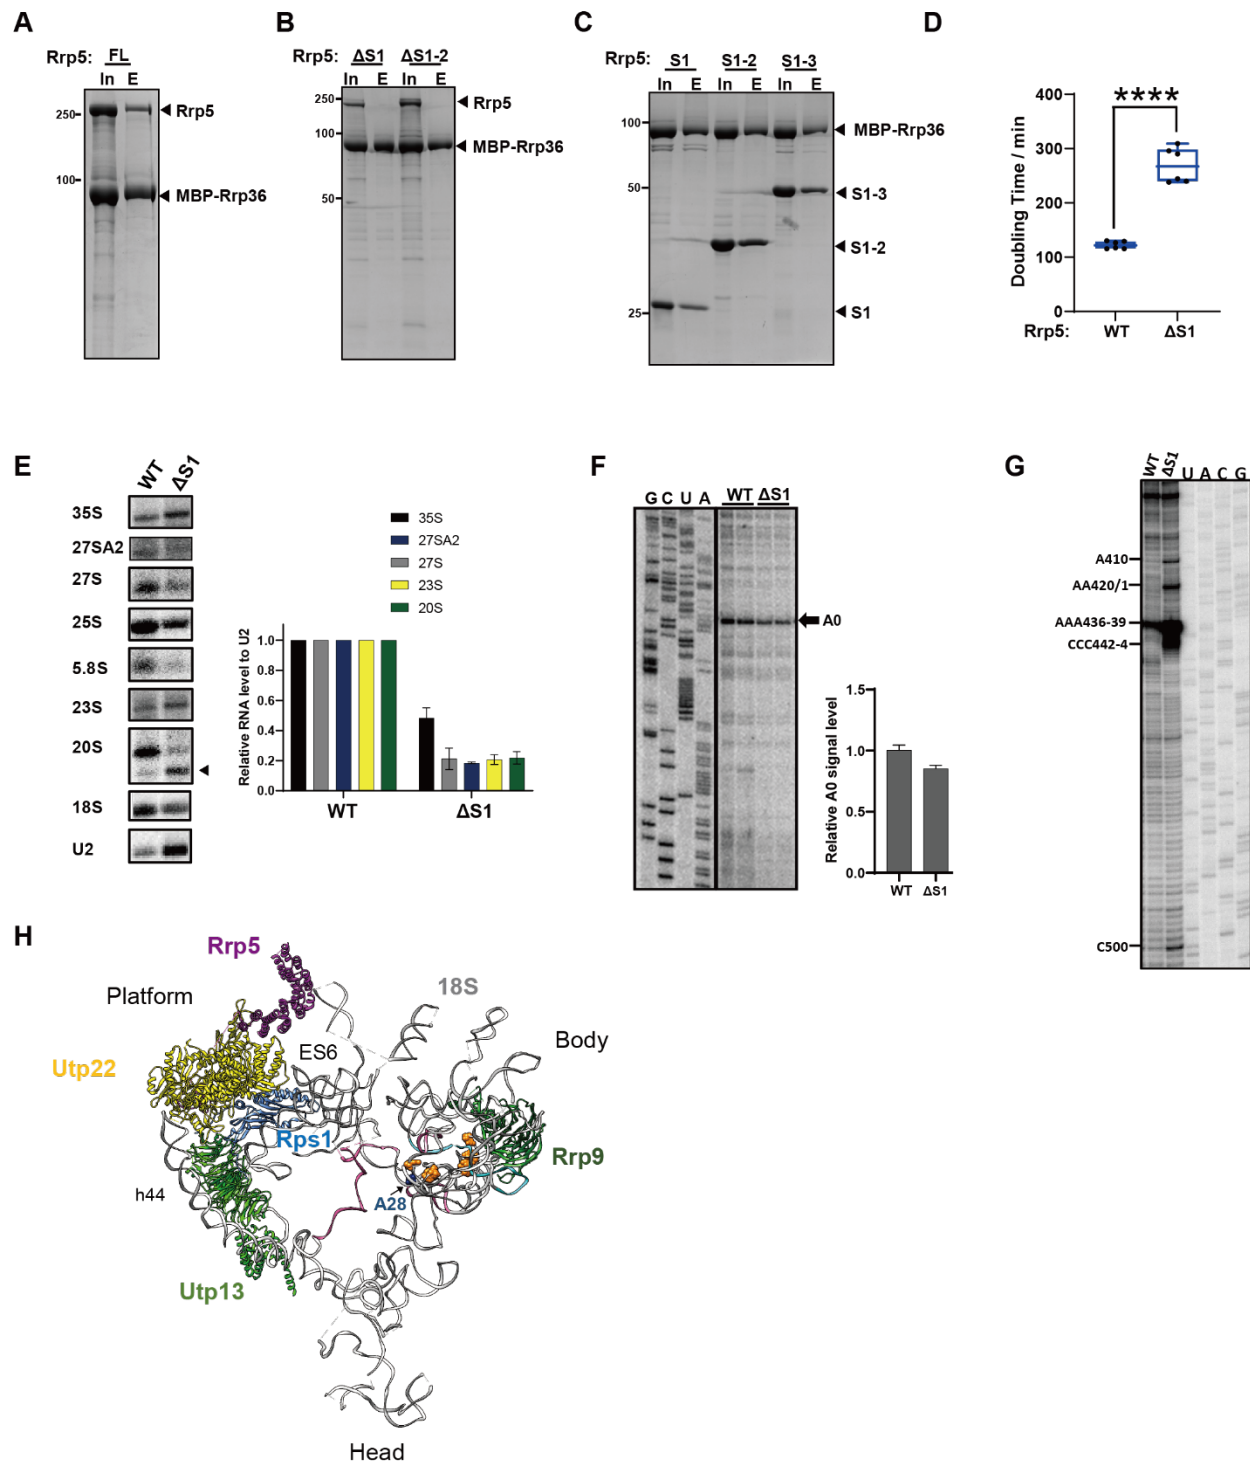 A
Rrp5: FL
In E
250
Rrp5
100
MBP-Rrp36
B
Rrp5: ΔS1 ΔS1-2
In E In E
250
Rrp5
100
MBP-Rrp36
50
C
Rrp5: S1 S1-2 S1-3
In E In E In E
100
MBP-Rrp36
50
S1-3
S1-2
25
S1
D
****
400
300
200
100
0
Doubling Time / min
Rrp5: WT ΔS1
E
WT ΔS1
35S
27SA2
27S
25S
5.8S
23S
20S
18S
U2
35S
27SA2
27S
23S
20S
Relative RNA level to U2
1.0
0.8
0.6
0.4
0.2
0.0
WT ΔS1
F
G C U A WT ΔS1
A0
Relative A0 signal level
1.5
1.0
0.5
0.0
WT ΔS1
G
WT ΔS1 U A C G
A410
AA420/1
AAA436-39
CCC442-4
C500
H
Rrp5
Platform
18S
Body
ES6
Utp22
Rps1
Rrp9
h44
A28
Utp13
Head